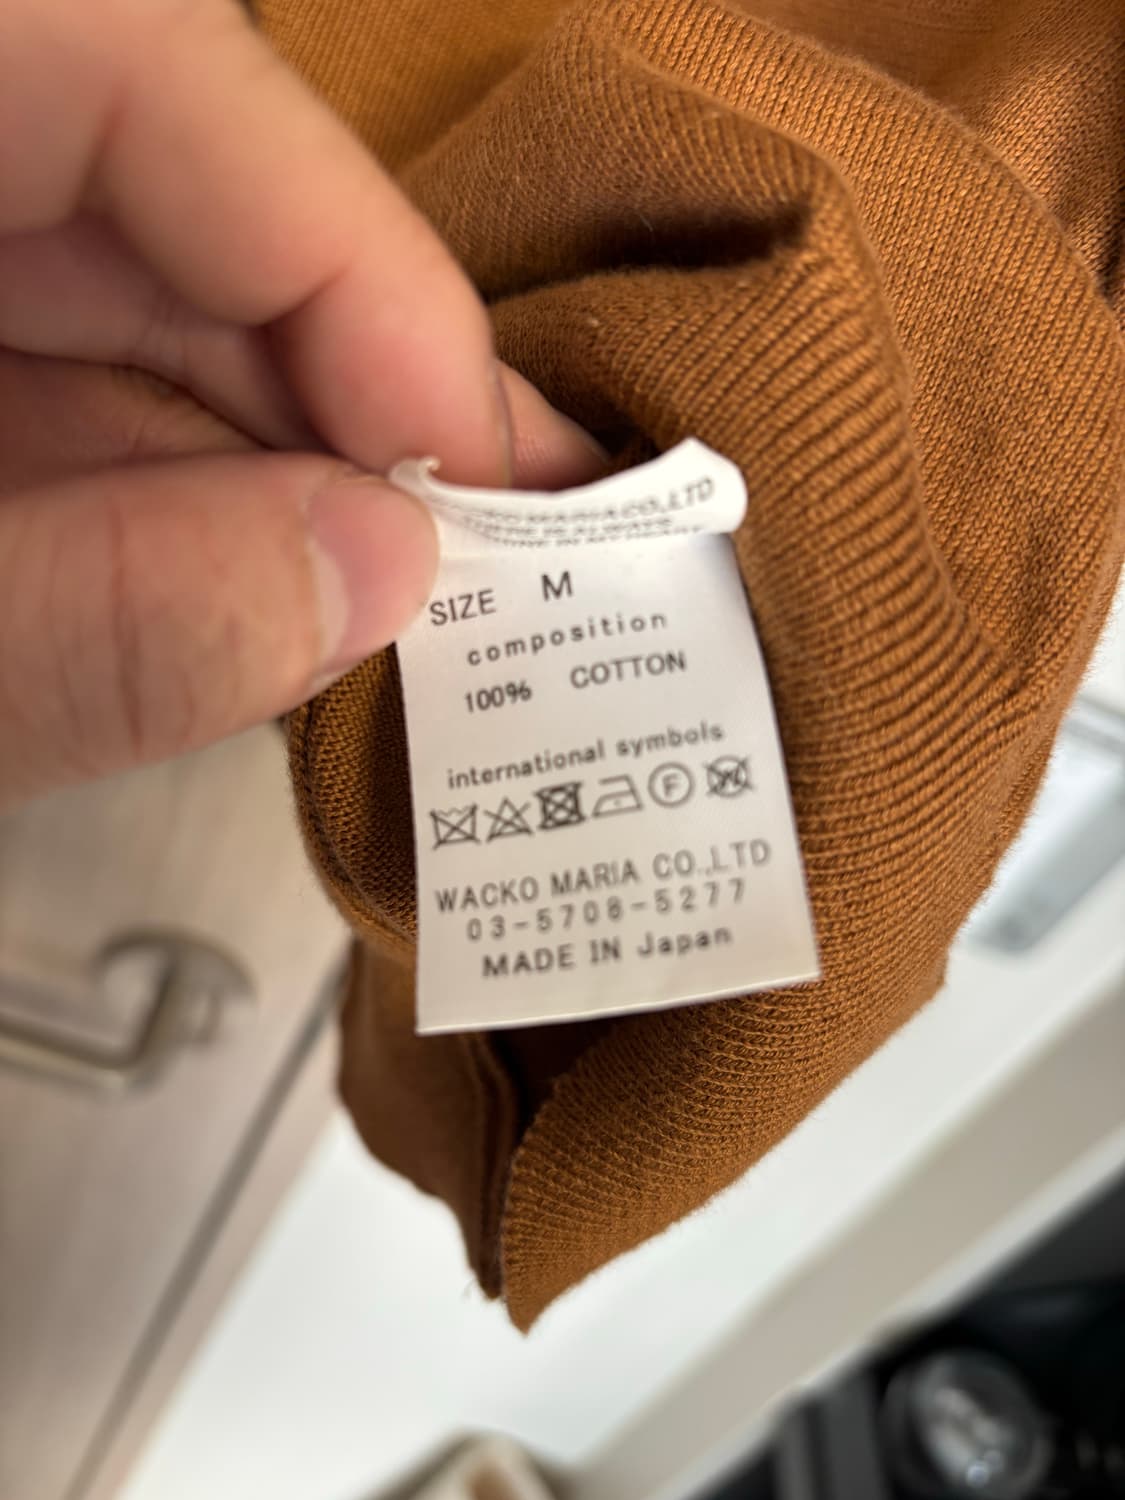 MARIA CO.,LTD
SIZE M
composition
100% COTTON
international symbols
F W
WACKO MARIA CO.,LTD
03-5708-5277
MADE IN Japan